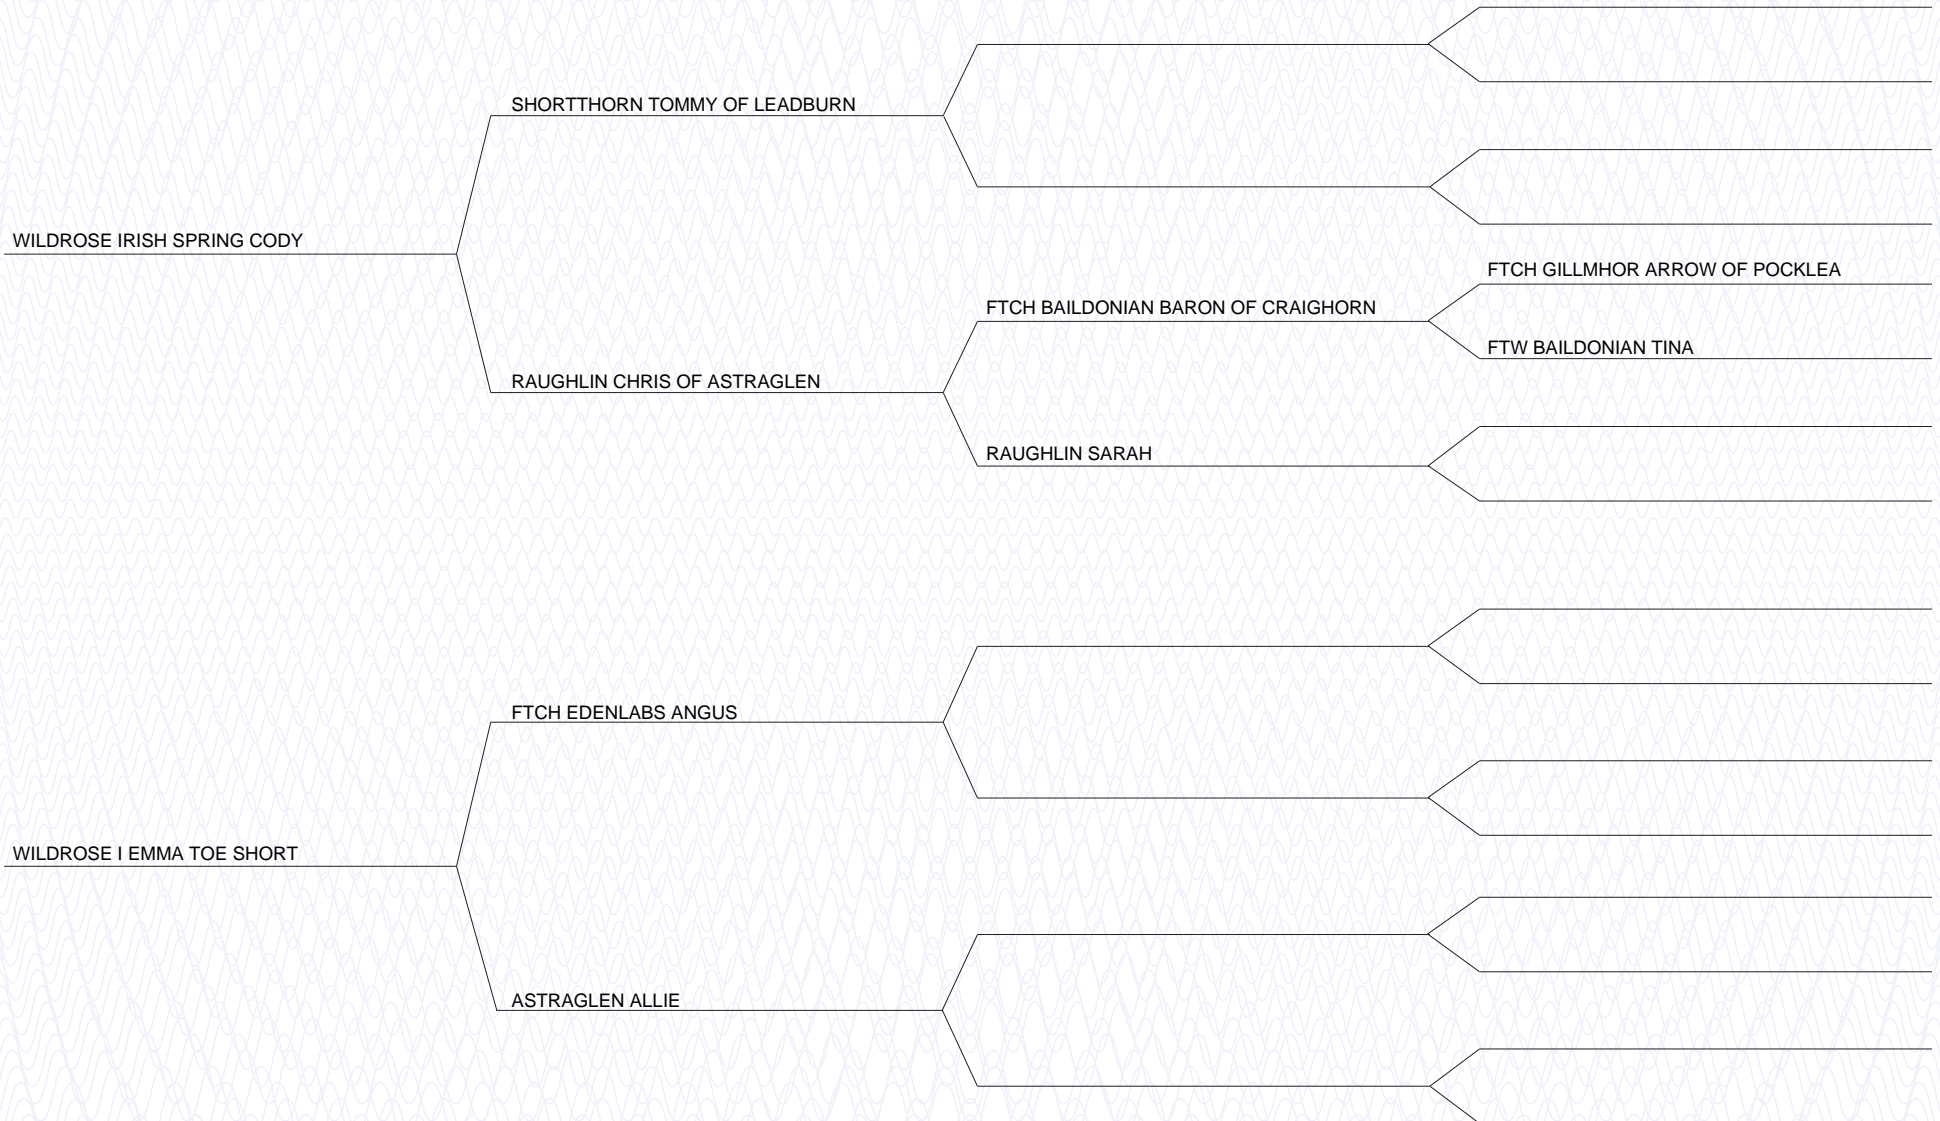 SHORTTHORN TOMMY OF LEADBURN
WILDROSE IRISH SPRING CODY
FTCH GILLMHOR ARROW OF POCKLEA
FTCH BAILDONIAN BARON OF CRAIGHORN
FTW BAILDONIAN TINA
RAUGHLIN CHRIS OF ASTRAGLEN
RAUGHLIN SARAH
FTCH EDENLABS ANGUS
WILDROSE I EMMA TOE SHORT
ASTRAGLEN ALLIE